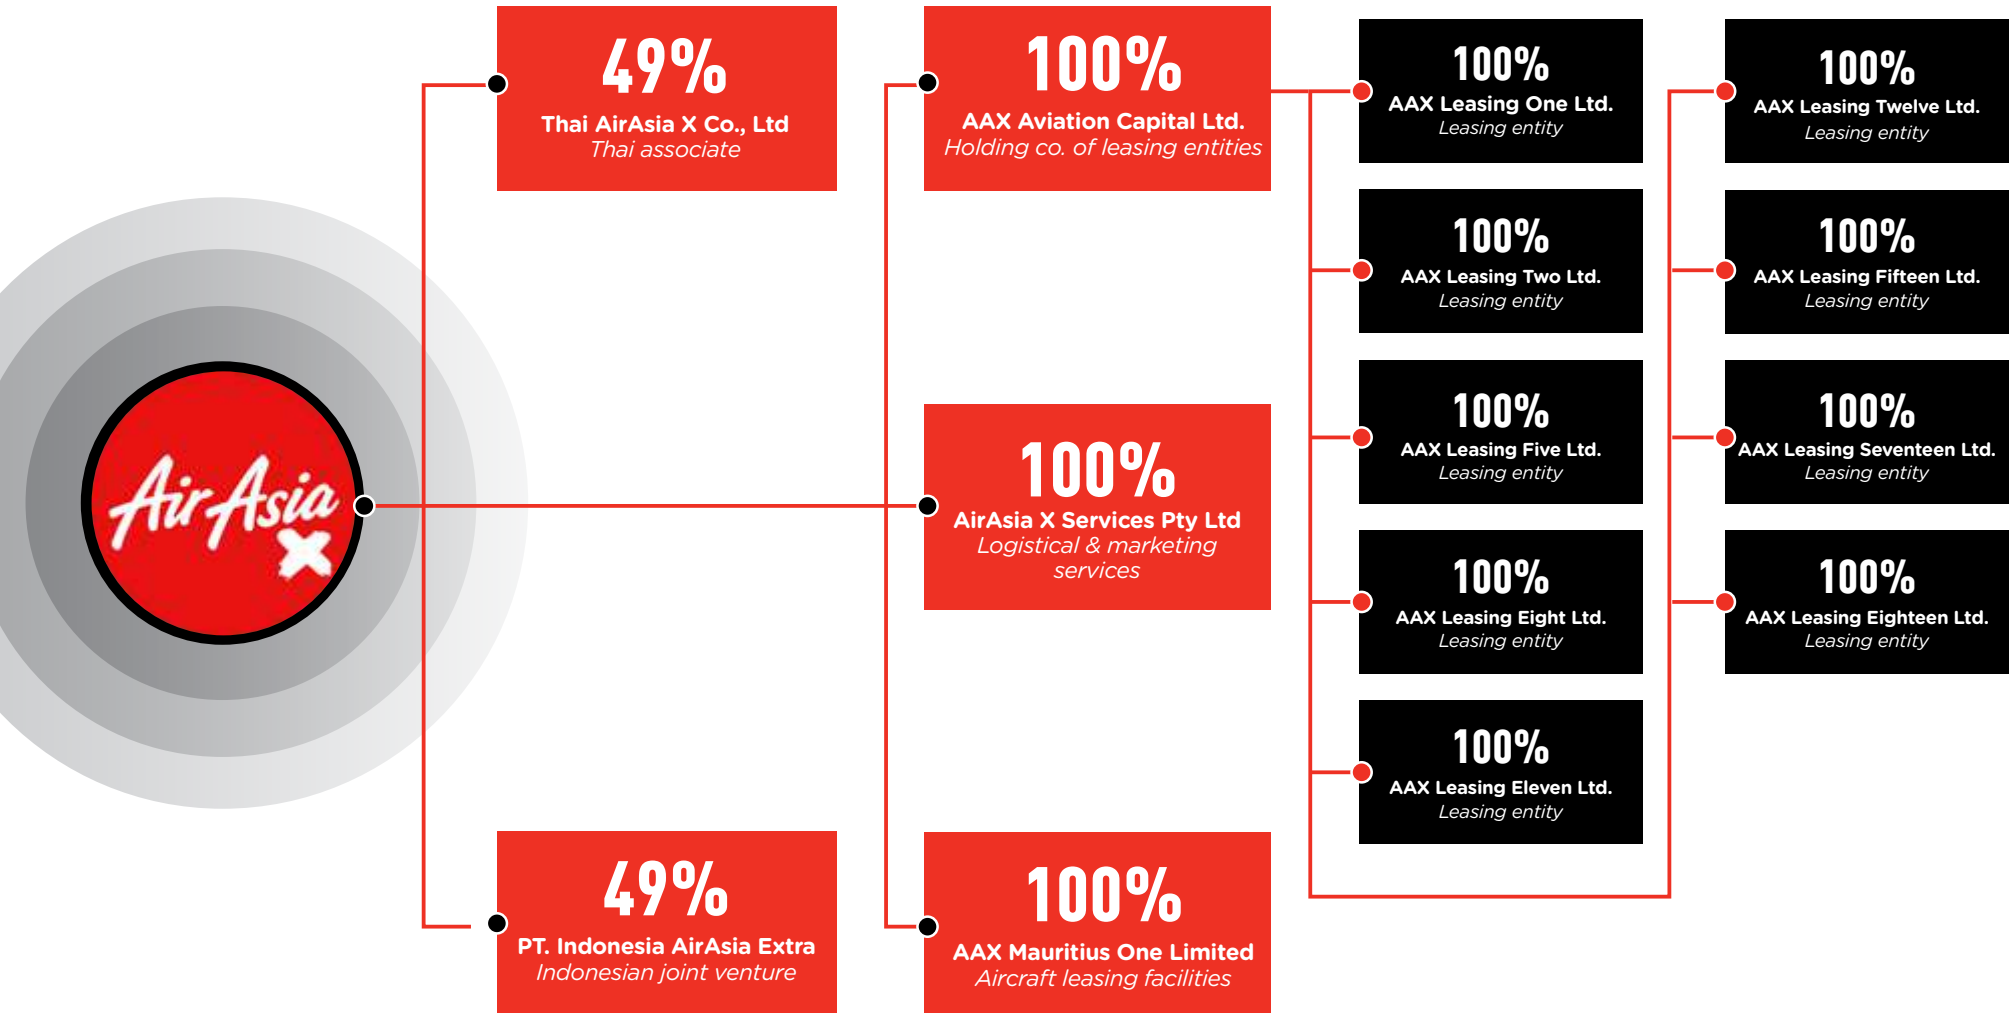 AirAsia
X
49%
Thai AirAsia X Co., Ltd
Thai associate
49%
PT. Indonesia AirAsia Extra
Indonesian joint venture
100%
AAX Aviation Capital Ltd.
Holding co. of leasing entities
100%
AirAsia X Services Pty Ltd
Logistical & marketing
services
100%
AAX Mauritius One Limited
Aircraft leasing facilities
100%
AAX Leasing One Ltd.
Leasing entity
100%
AAX Leasing Two Ltd.
Leasing entity
100%
AAX Leasing Five Ltd.
Leasing entity
100%
AAX Leasing Eight Ltd.
Leasing entity
100%
AAX Leasing Eleven Ltd.
Leasing entity
100%
AAX Leasing Twelve Ltd.
Leasing entity
100%
AAX Leasing Fifteen Ltd.
Leasing entity
100%
AAX Leasing Seventeen Ltd.
Leasing entity
100%
AAX Leasing Eighteen Ltd.
Leasing entity